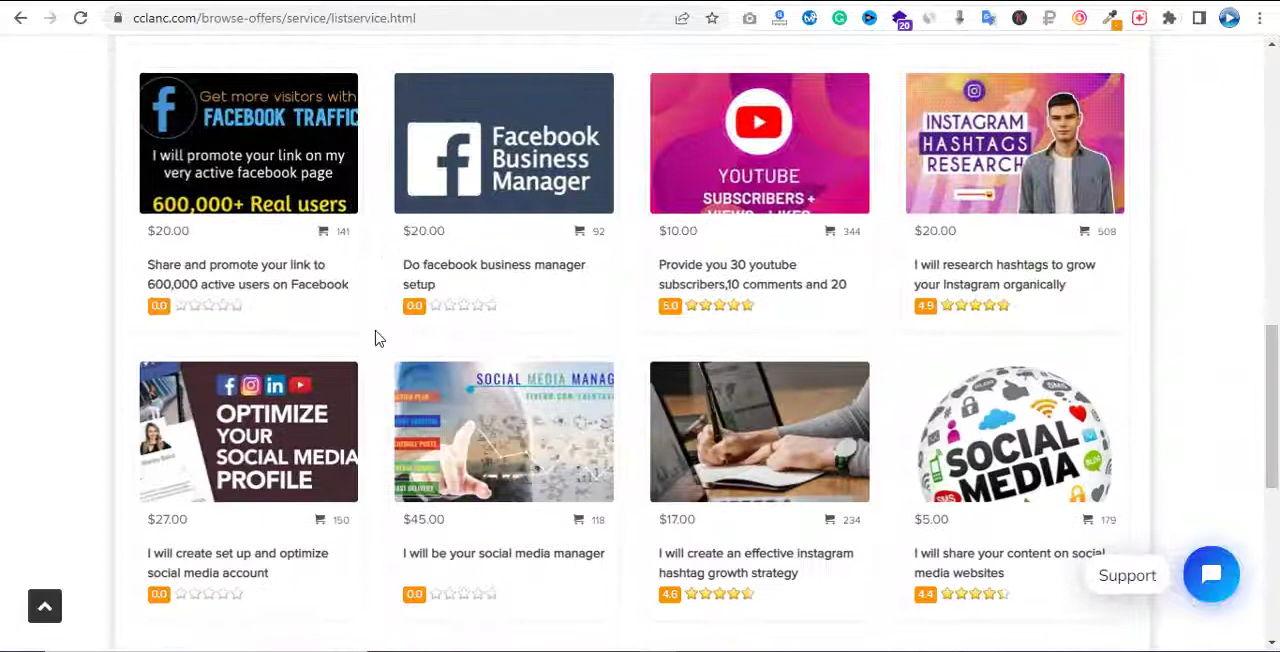 cclanc.com/browse-offers/service/listservice.html
20
Get more visitors with
FACEBOOK TRAFFIC
I will promote your link on my
very active facebook page
600,000+ Real users
Facebook
Business
Manager
YOUTUBE
SUBSCRIBERS +
INSTAGRAM
HASHTAGS
RESEARCH
$20.00 141
$20.00 92
$10.00 344
$20.00 508
Share and promote your link to
600,000 active users on Facebook
0.0
Do facebook business manager
setup
0.0
Provide you 30 youtube
subscribers,10 comments and 20
5.0
I will research hashtags to grow
your Instagram organically
4.9
OPTIMIZE
YOUR
SOCIAL MEDIA
PROFILE
SOCIAL MEDIA MANAG
SOCIAL
MEDIA
BLOG
SMS
BLOG
SMS
$27.00 150
$45.00 118
$17.00 234
$5.00 179
I will create set up and optimize
social media account
0.0
I will be your social media manager
0.0
I will create an effective instagram
hashtag growth strategy
4.6
I will share your content on social
media websites
4.4
Support